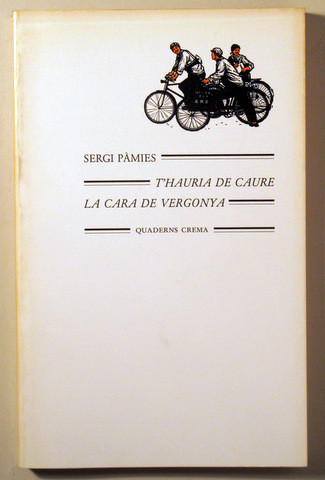 SERGI PÀMIES
T'HAURIA DE CAURE
LA CARA DE VERGONYA
QUADERNS CREMA